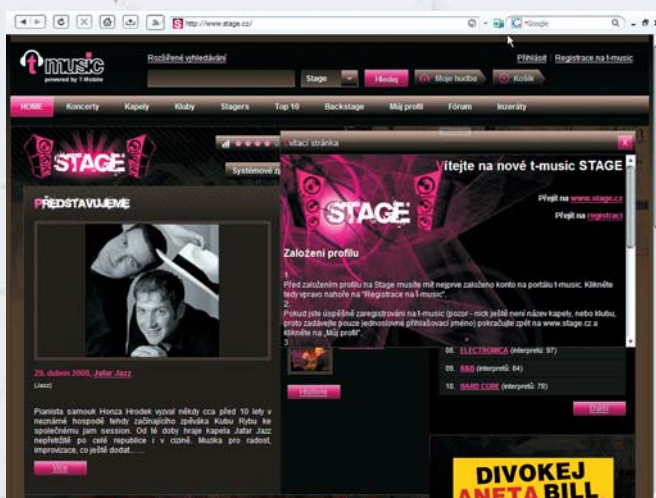 http://www.stage.cz/
Google
t-music
powered by T-Mobile
Rozšířené vyhledávání
Přihlásit | Registrace na t-music
Stage
Hledej
Moje hudba
Košík
HOME Koncerty Kapely Kluby Stagers Top 10 Backstage Můj profil Fórum Inzeráty
STAGE
Systémové
PŘEDSTAVUJEME
29. duben 2008, Jafar Jazz
(Jazz)
Pianista samouk Honza Hrodek vyzval někdy cca před 10 lety v
neznámé hospodě tehdy začínajícího zpěváka Kubu Rybu ke
společnému jam session. Od té doby hraje kapela Jafar Jazz
nepřetržitě po celé republice i v cizině. Muzika pro radost,
improvizace, co ještě dodat... ...
Více
vítací stránka
X
Vítejte na nové t-music STAGE
Přejít na www.stage.cz
Přejít na registraci
STAGE
Založení profilu
1.
Před založením profilu na Stage musíte mít nejprve založeno konto na portálu t-music. Klikněte
tedy vpravo nahoře na "Registrace na t-music".
2.
Pokud jste úspěšně zaregistrováni na t-music (pozor - nick ještě není název kapely, nebo klubu,
proto zadávejte pouze jednoslovné přihlašovací jméno) pokračujte zpět na www.stage.cz a
klikněte na „Můj profil".
3.
Historie
08. ELECTRONICA (interpretů: 97)
09. R&B (interpretů: 84)
10. HARD CORE (interpretů: 78)
Další
DIVOKEJ
ANETA BILL